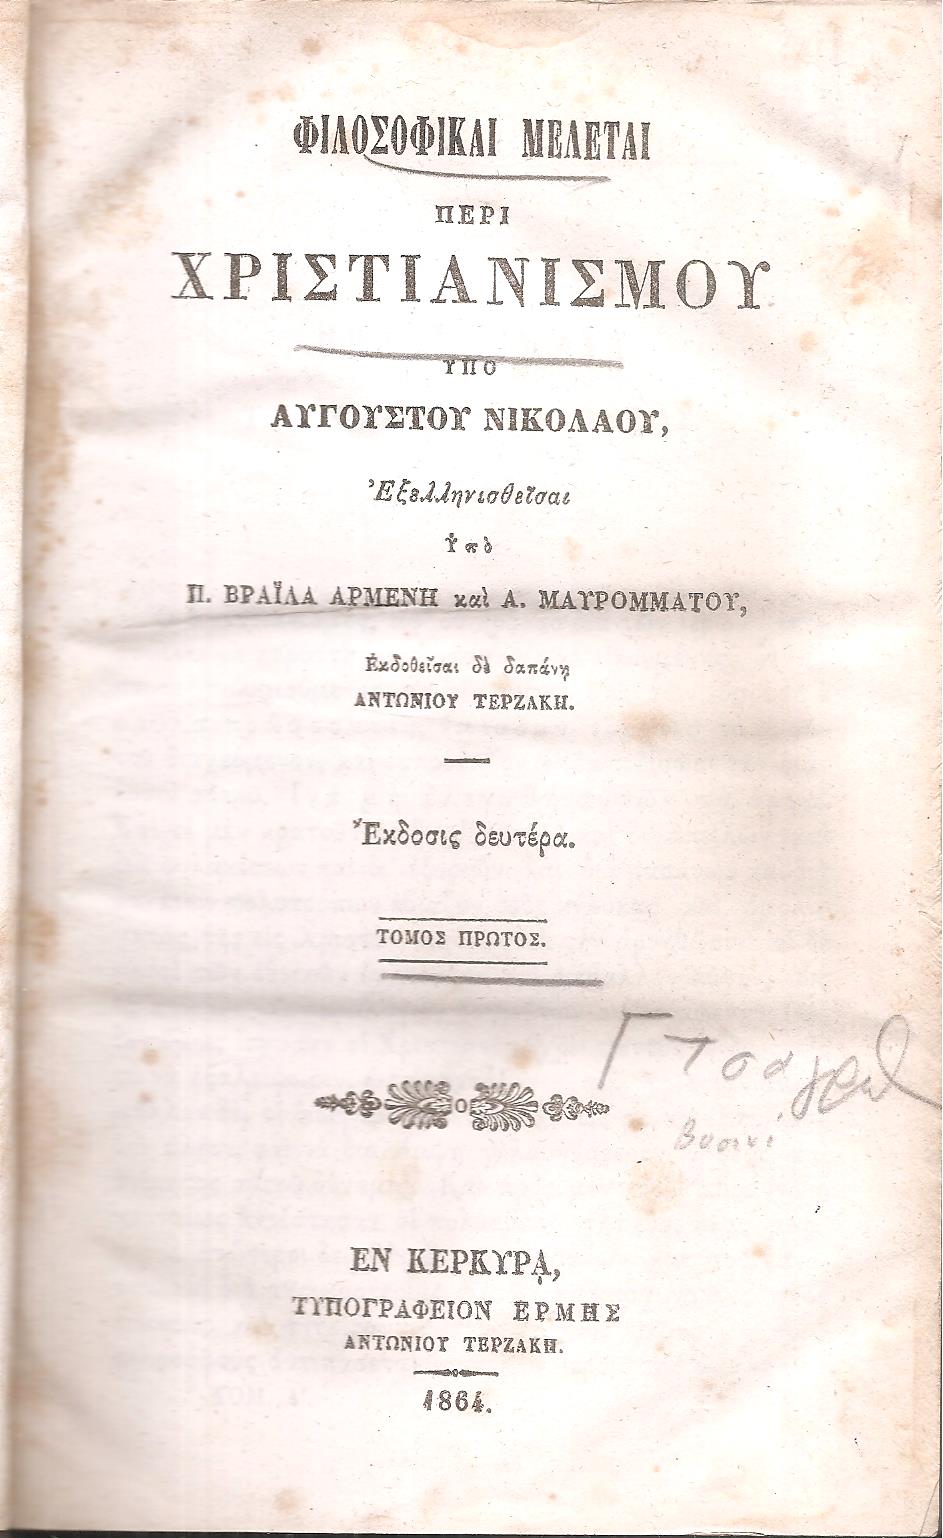 ΦΙΛΟΣΟΦΙΚΑΙ ΜΕΛΕΤΑΙ
ΠΕΡΙ
ΧΡΙΣΤΙΑΝΙΣΜΟΥ
ΥΠΟ
ΑΥΓΟΥΣΤΟΥ ΝΙΚΟΛΑΟΥ,
Ἐξελληνισθεῖσαι
ὑπὸ
Π. ΒΡΑΪΛΑ ΑΡΜΕΝΗ καὶ Α. ΜΑΥΡΟΜΜΑΤΟΥ,
Ἐκδοθεῖσαι δὲ δαπάνῃ
ΑΝΤΩΝΙΟΥ ΤΕΡΖΑΚΗ.
Ἔκδοσις δευτέρα.
ΤΟΜΟΣ ΠΡΩΤΟΣ.
ΕΝ ΚΕΡΚΥΡᾼ,
ΤΥΠΟΓΡΑΦΕΙΟΝ ΕΡΜΗΣ
ΑΝΤΩΝΙΟΥ ΤΕΡΖΑΚΗ.
1864.